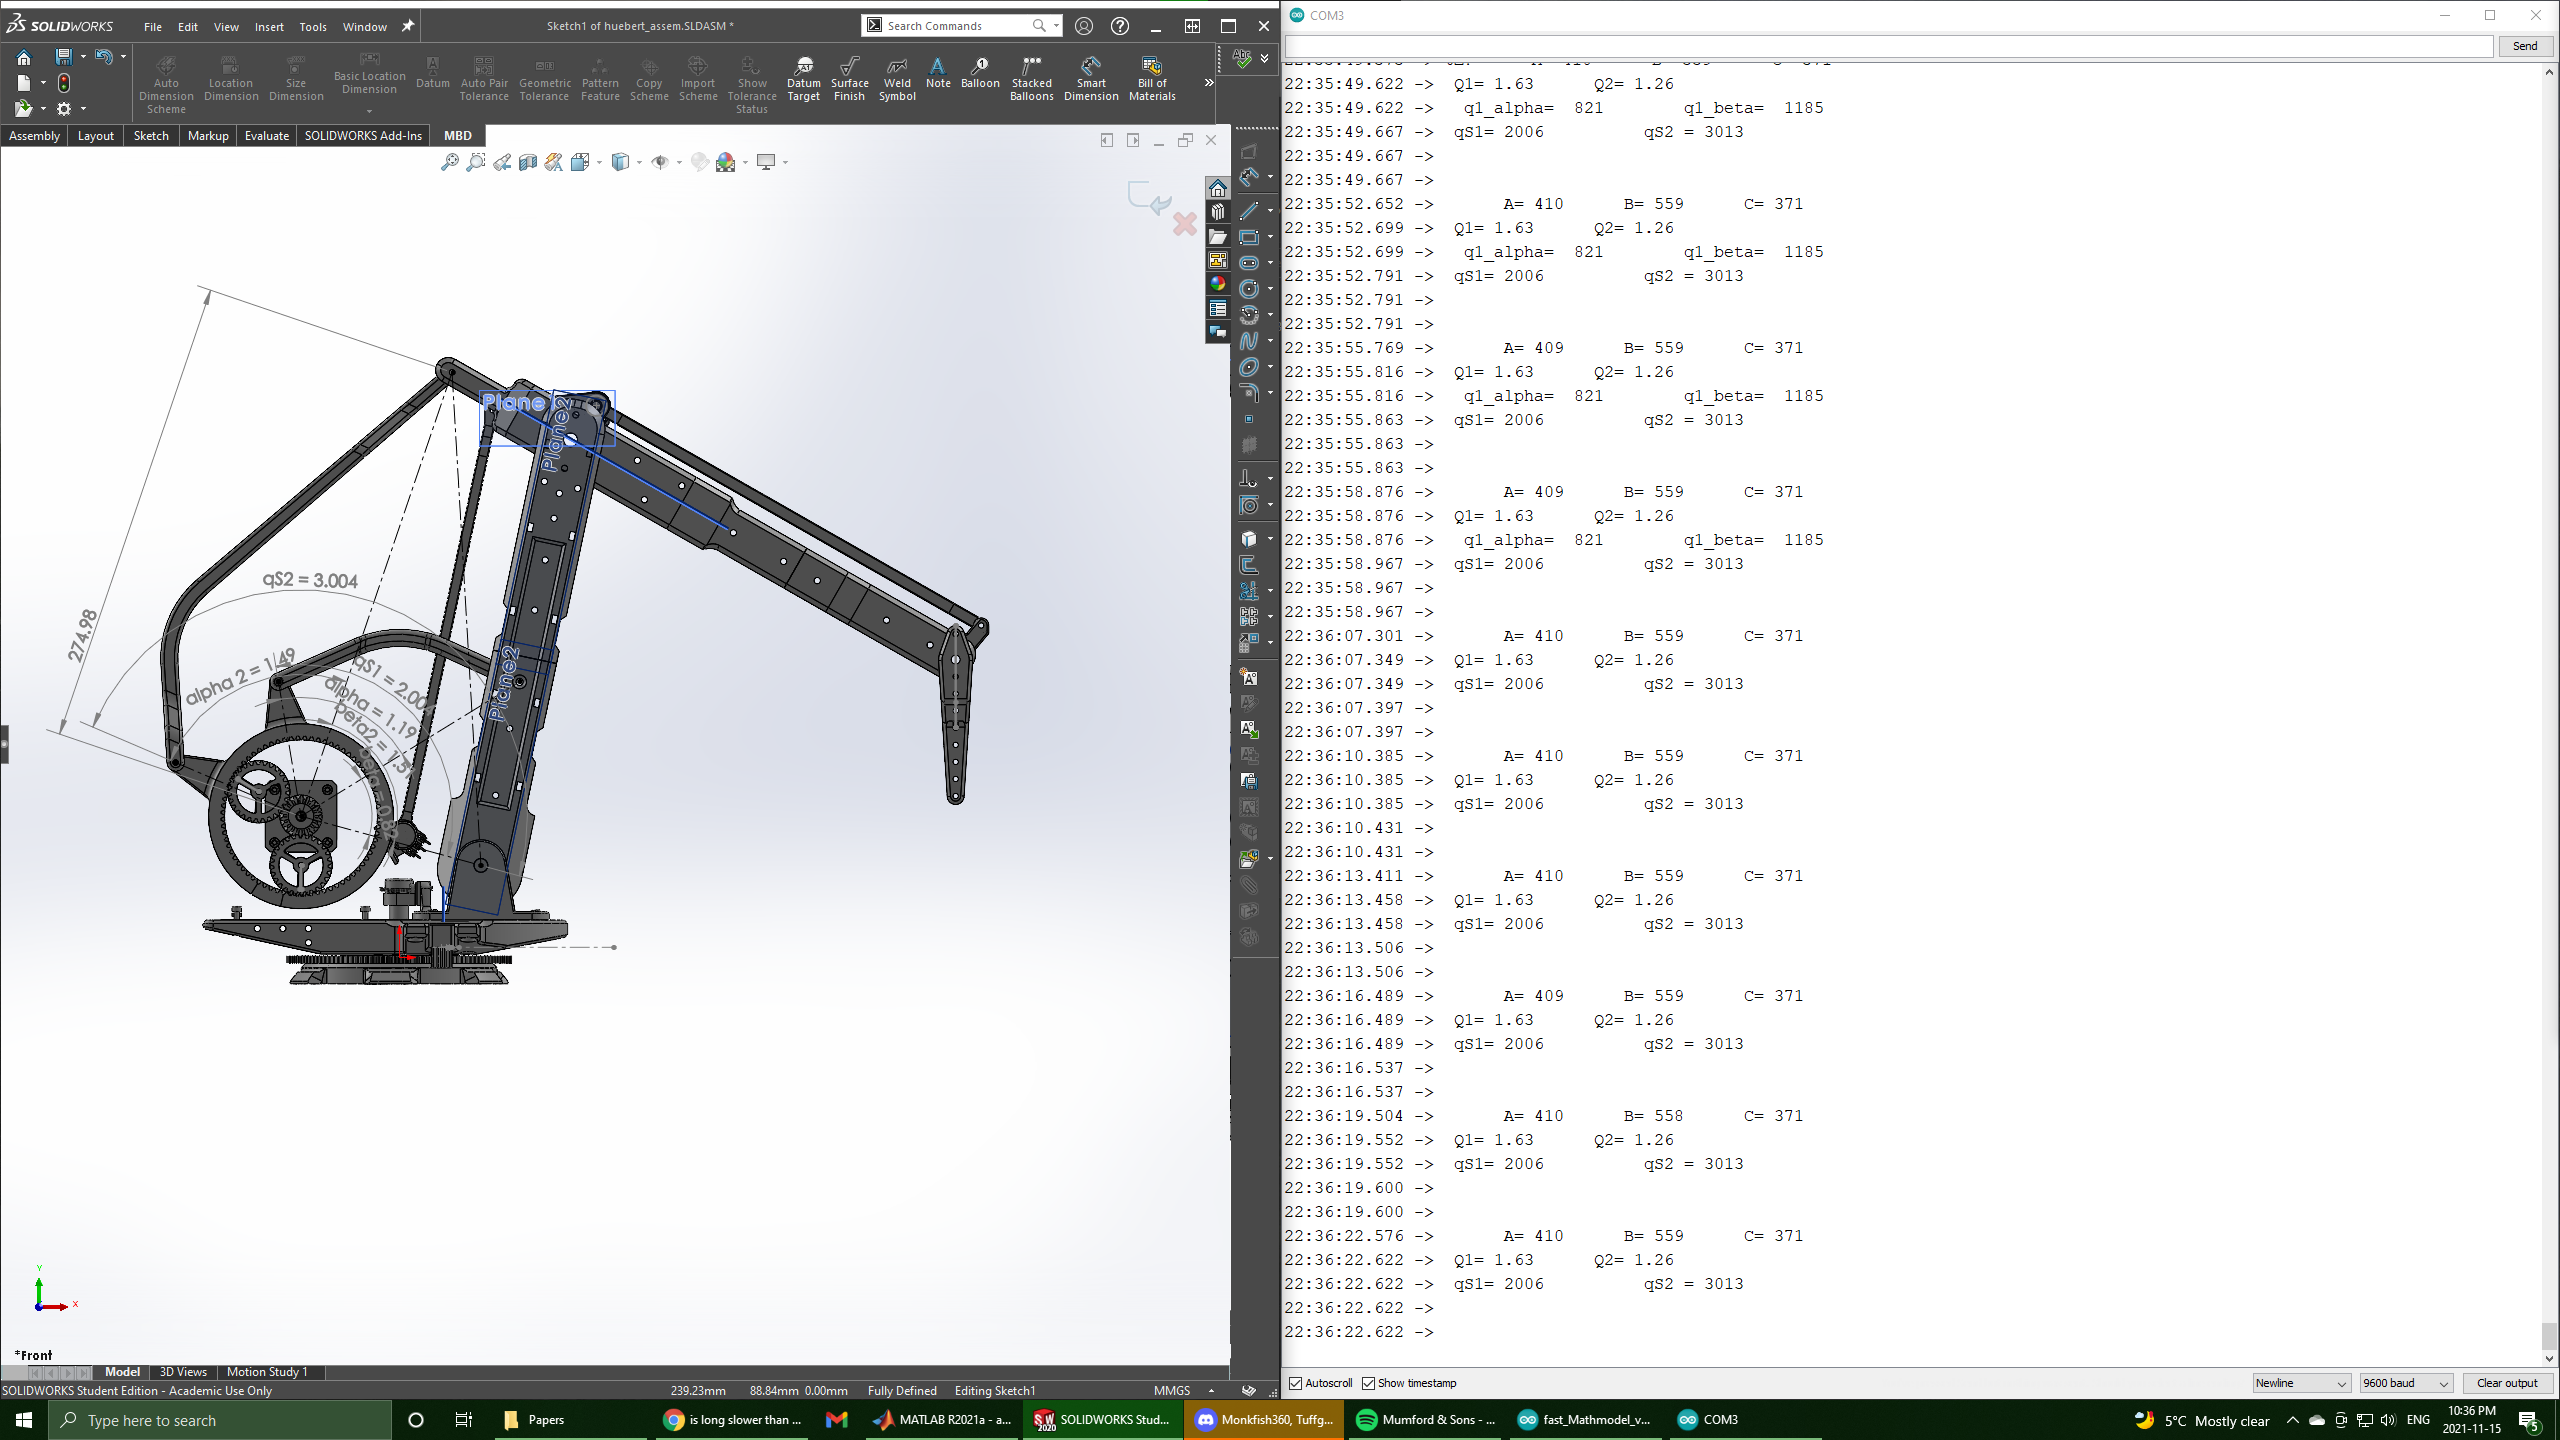 SOLIDWORKS File Edit View Insert Tools Window Sketch1 of huebert_assem.SLDASM * Search Commands
Auto Dimension Scheme
Location Dimension
Size Dimension
Basic Location Dimension
Datum
Auto Pair Tolerance
Geometric Tolerance
Pattern Feature
Copy Scheme
Import Scheme
Show Tolerance Status
Datum Target
Surface Finish
Weld Symbol
Note
Balloon
Stacked Balloons
Smart Dimension
Bill of Materials
Assembly Layout Sketch Markup Evaluate SOLIDWORKS Add-Ins MBD
Plane
Plane2
qS2 = 3.004
274.98
alpha 2 = 1.49
alpha = 1.19
beta2 = 1.51
Plane2
Y
X
*Front
Model 3D Views Motion Study 1
SOLIDWORKS Student Edition - Academic Use Only 239.23mm 88.84mm 0.00mm Fully Defined Editing Sketch1 MMGS
COM3
Send
22:35:49.622 -> Q1= 1.63 Q2= 1.26
22:35:49.622 -> q1_alpha= 821 q1_beta= 1185
22:35:49.667 -> qS1= 2006 qS2 = 3013
22:35:49.667 ->
22:35:49.667 ->
22:35:52.652 -> A= 410 B= 559 C= 371
22:35:52.699 -> Q1= 1.63 Q2= 1.26
22:35:52.699 -> q1_alpha= 821 q1_beta= 1185
22:35:52.791 -> qS1= 2006 qS2 = 3013
22:35:52.791 ->
22:35:52.791 ->
22:35:55.769 -> A= 409 B= 559 C= 371
22:35:55.816 -> Q1= 1.63 Q2= 1.26
22:35:55.816 -> q1_alpha= 821 q1_beta= 1185
22:35:55.863 -> qS1= 2006 qS2 = 3013
22:35:55.863 ->
22:35:55.863 ->
22:35:58.876 -> A= 409 B= 559 C= 371
22:35:58.876 -> Q1= 1.63 Q2= 1.26
22:35:58.876 -> q1_alpha= 821 q1_beta= 1185
22:35:58.967 -> qS1= 2006 qS2 = 3013
22:35:58.967 ->
22:35:58.967 ->
22:36:07.301 -> A= 410 B= 559 C= 371
22:36:07.349 -> Q1= 1.63 Q2= 1.26
22:36:07.349 -> qS1= 2006 qS2 = 3013
22:36:07.397 ->
22:36:07.397 ->
22:36:10.385 -> A= 410 B= 559 C= 371
22:36:10.385 -> Q1= 1.63 Q2= 1.26
22:36:10.385 -> qS1= 2006 qS2 = 3013
22:36:10.431 ->
22:36:10.431 ->
22:36:13.411 -> A= 410 B= 559 C= 371
22:36:13.458 -> Q1= 1.63 Q2= 1.26
22:36:13.458 -> qS1= 2006 qS2 = 3013
22:36:13.506 ->
22:36:13.506 ->
22:36:16.489 -> A= 409 B= 559 C= 371
22:36:16.489 -> Q1= 1.63 Q2= 1.26
22:36:16.489 -> qS1= 2006 qS2 = 3013
22:36:16.537 ->
22:36:16.537 ->
22:36:19.504 -> A= 410 B= 558 C= 371
22:36:19.552 -> Q1= 1.63 Q2= 1.26
22:36:19.552 -> qS1= 2006 qS2 = 3013
22:36:19.600 ->
22:36:19.600 ->
22:36:22.576 -> A= 410 B= 559 C= 371
22:36:22.622 -> Q1= 1.63 Q2= 1.26
22:36:22.622 -> qS1= 2006 qS2 = 3013
22:36:22.622 ->
22:36:22.622 ->
Autoscroll Show timestamp Newline 9600 baud Clear output
Type here to search Papers is long slower than ... MATLAB R2021a - a... SOLIDWORKS Stud... Monkfish360, Tuffg... Mumford & Sons - ... fast_Mathmodel_v... COM3 5°C Mostly clear ENG 10:36 PM
2021-11-15 5